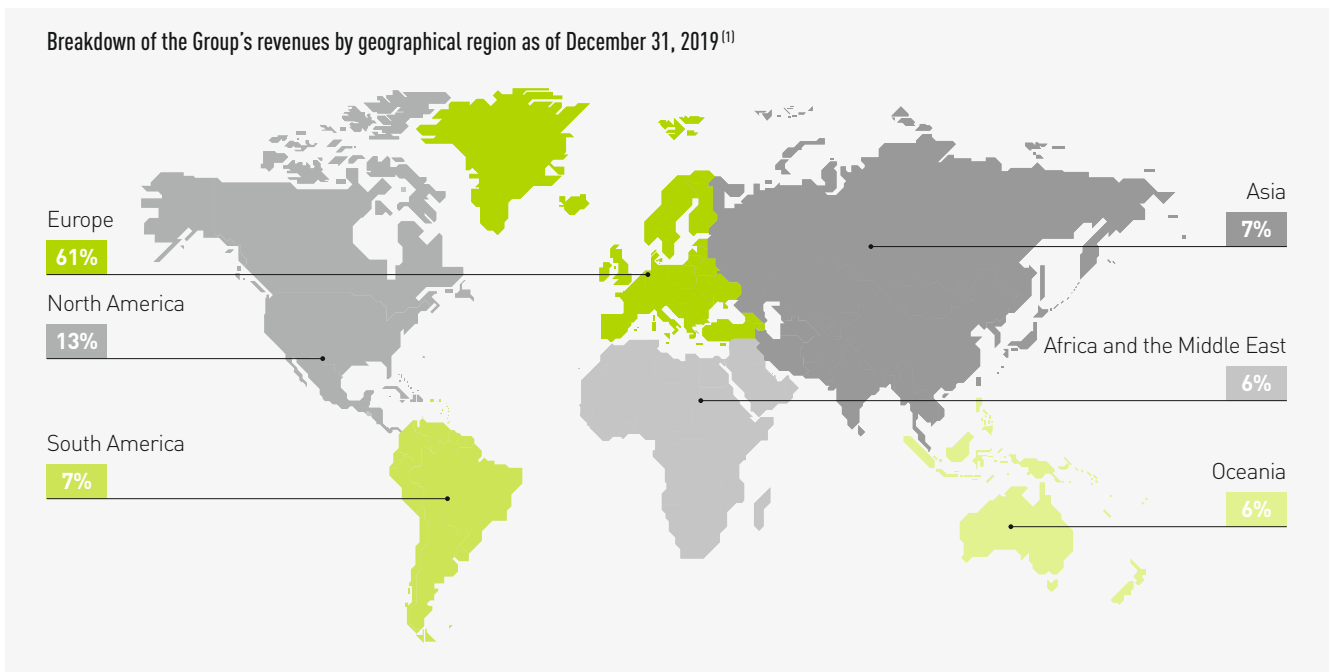 Breakdown of the Group's revenues by geographical region as of December 31, 2019 (1)
Europe
61%
North America
13%
South America
7%
Asia
7%
Africa and the Middle East
6%
Oceania
6%